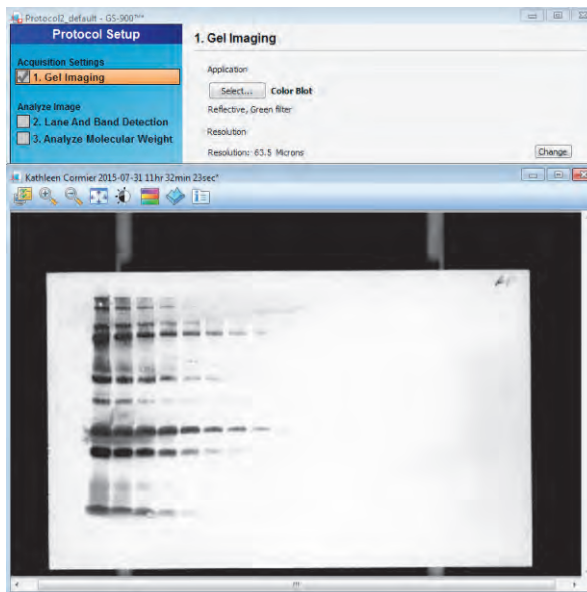 Protocol2_default - GS-900™*
Protocol Setup
1. Gel Imaging
Acquisition Settings
1. Gel Imaging
Application
Select... Color Blot
Reflective, Green filter
Analyze Image
2. Lane And Band Detection
3. Analyze Molecular Weight
Resolution
Resolution: 63.5 Microns
Change
Kathleen Cormier 2015-07-31 11hr 32min 23sec*